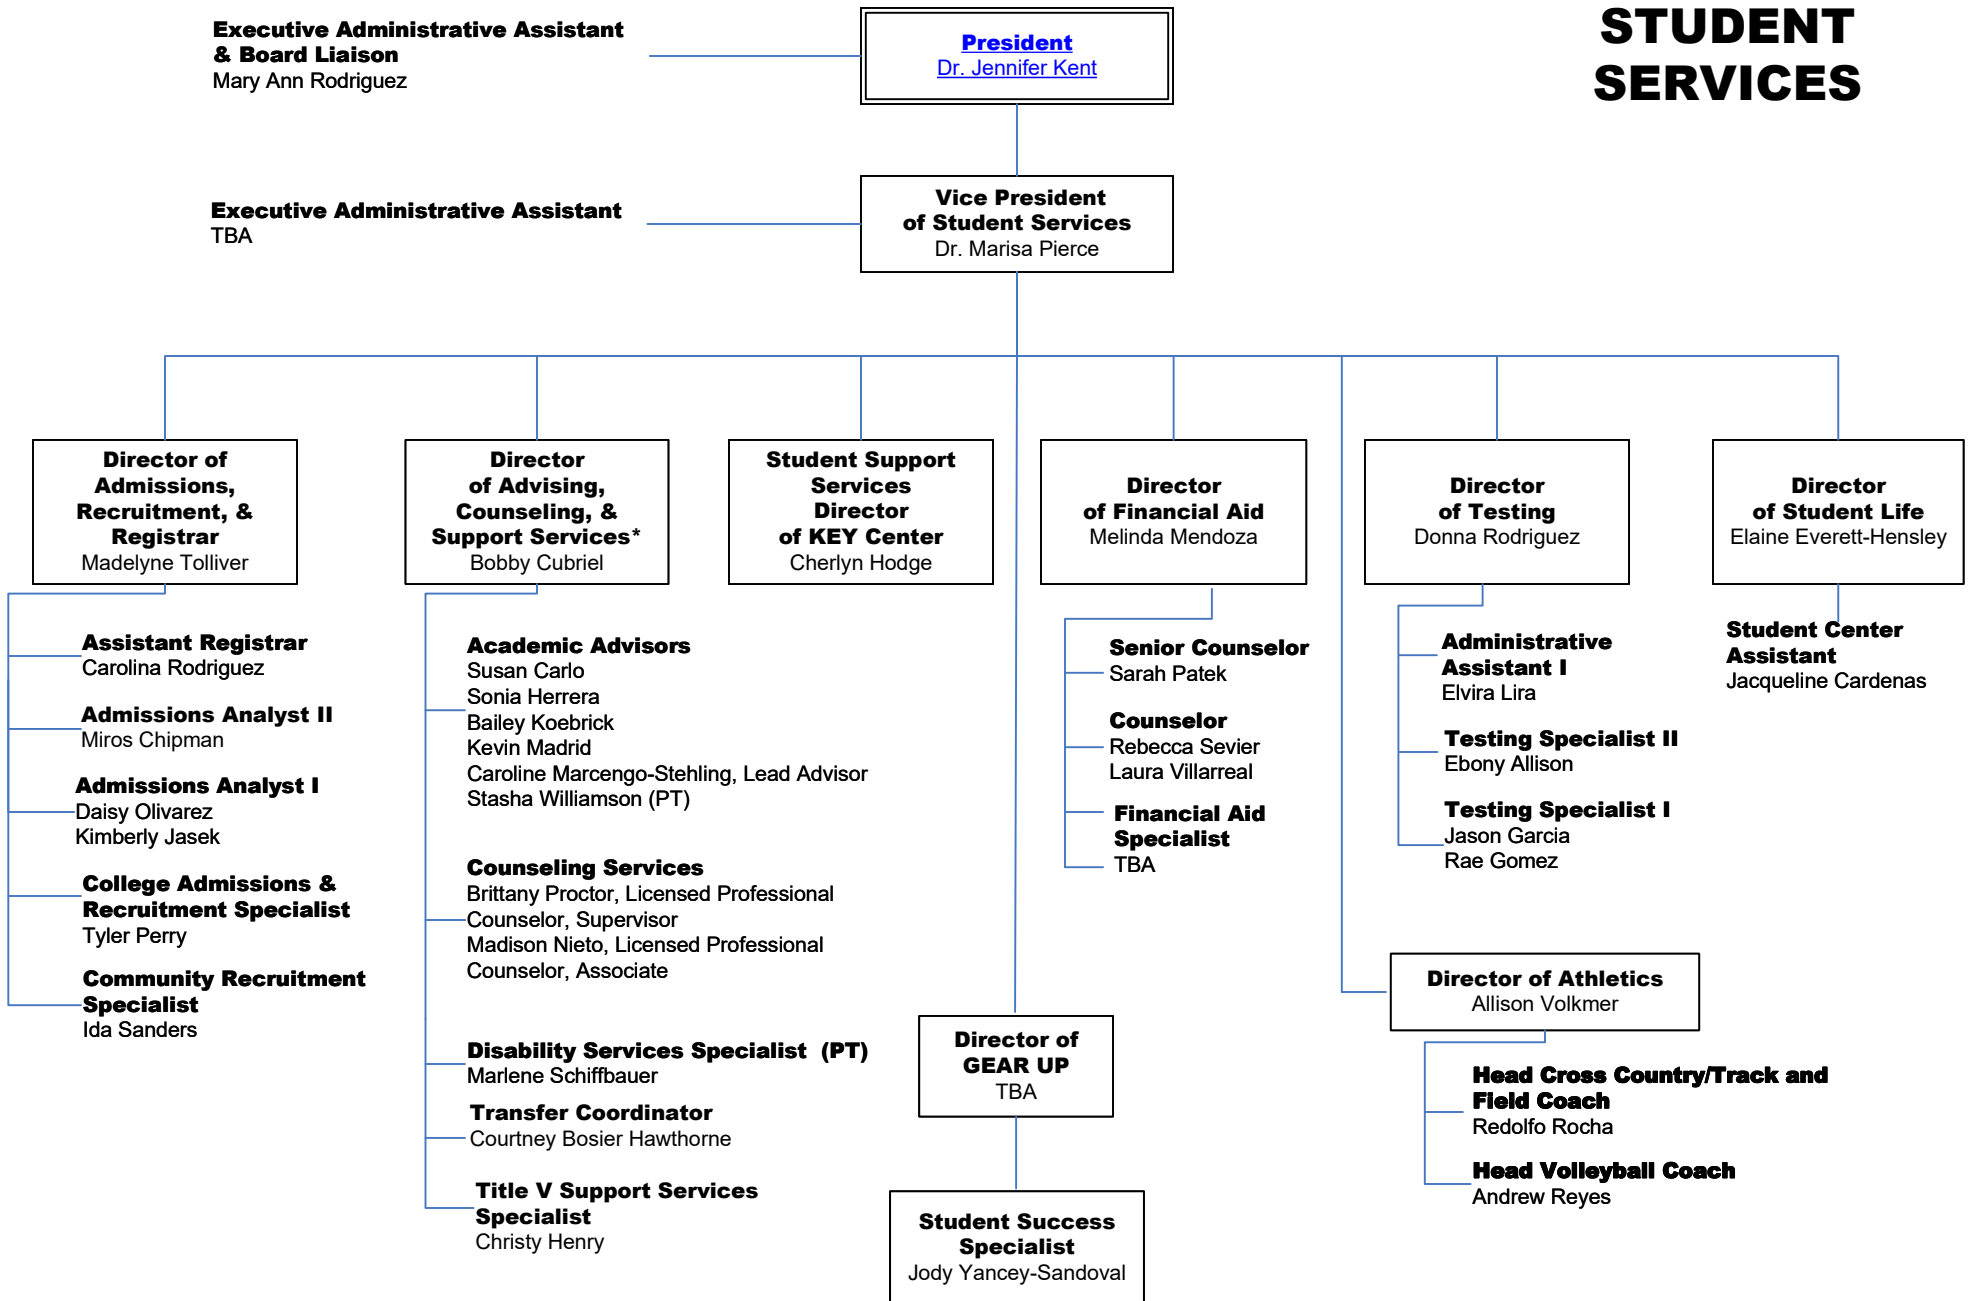 STUDENT
SERVICES
Executive Administrative Assistant
& Board Liaison
Mary Ann Rodriguez
President
Dr. Jennifer Kent
Executive Administrative Assistant
TBA
Vice President
of Student Services
Dr. Marisa Pierce
Director of
Admissions,
Recruitment, &
Registrar
Madelyne Tolliver
Assistant Registrar
Carolina Rodriguez
Admissions Analyst II
Miros Chipman
Admissions Analyst I
Daisy Olivarez
Kimberly Jasek
College Admissions &
Recruitment Specialist
Tyler Perry
Community Recruitment
Specialist
Ida Sanders
Director
of Advising,
Counseling, &
Support Services*
Bobby Cubriel
Academic Advisors
Susan Carlo
Sonia Herrera
Bailey Koebrick
Kevin Madrid
Caroline Marcengo-Stehling, Lead Advisor
Stasha Williamson (PT)
Counseling Services
Brittany Proctor, Licensed Professional
Counselor, Supervisor
Madison Nieto, Licensed Professional
Counselor, Associate
Disability Services Specialist (PT)
Marlene Schiffbauer
Transfer Coordinator
Courtney Bosier Hawthorne
Title V Support Services
Specialist
Christy Henry
Student Support
Services
Director
of KEY Center
Cherlyn Hodge
Director of
GEAR UP
TBA
Student Success
Specialist
Jody Yancey-Sandoval
Director
of Financial Aid
Melinda Mendoza
Senior Counselor
Sarah Patek
Counselor
Rebecca Sevier
Laura Villarreal
Financial Aid
Specialist
TBA
Director
of Testing
Donna Rodriguez
Administrative
Assistant I
Elvira Lira
Testing Specialist II
Ebony Allison
Testing Specialist I
Jason Garcia
Rae Gomez
Director of Athletics
Allison Volkmer
Head Cross Country/Track and
Field Coach
Redolfo Rocha
Head Volleyball Coach
Andrew Reyes
Director
of Student Life
Elaine Everett-Hensley
Student Center
Assistant
Jacqueline Cardenas